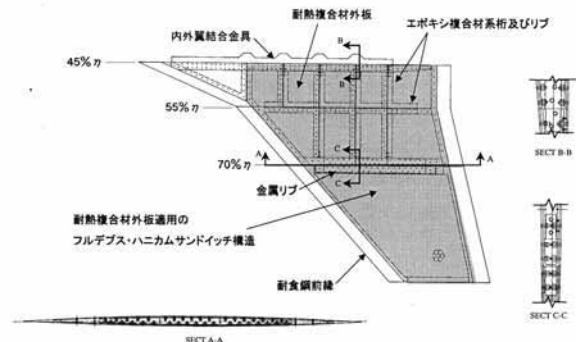 内外翼結合金具
耐熱複合材外板
エポキシ複合材系桁及びリブ
B
B
45% η
55% η
SECT B-B
A
C
A
70% η
C
金属リブ
耐熱複合材外板適用の
フルデプス・ハニカムサンドイッチ構造
耐食鋼前縁
SECT A-A
SECT C-C